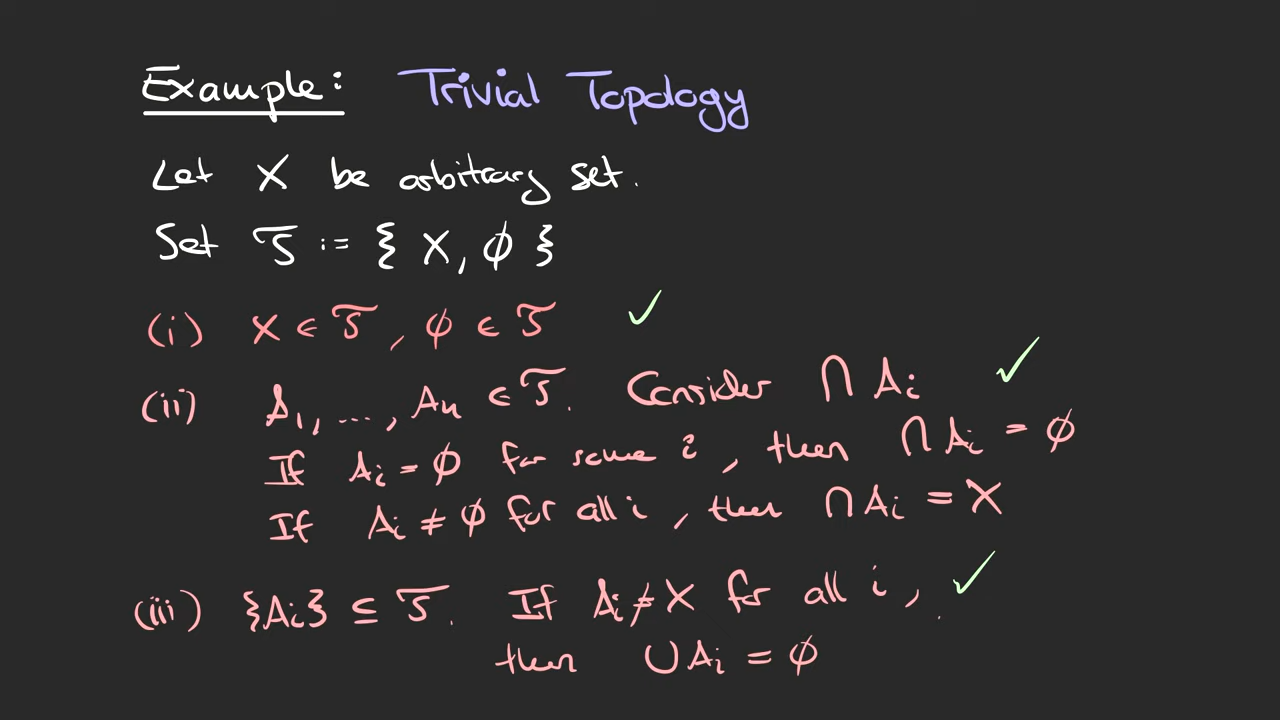 Example: Trivial Topology
Let X be arbitrary set.
Set 𝒯 := { X, ∅ }
(i) X ∈ 𝒯, ∅ ∈ 𝒯 ✓
(ii) A₁, ..., Aₙ ∈ 𝒯. Consider ⋂ Aᵢ ✓
If Aᵢ = ∅ for some i, then ⋂ Aᵢ = ∅
If Aᵢ ≠ ∅ for all i, then ⋂ Aᵢ = X
(iii) {Aᵢ} ⊆ 𝒯. If Aᵢ ≠ X for all i, ✓
then ⋃ Aᵢ = ∅